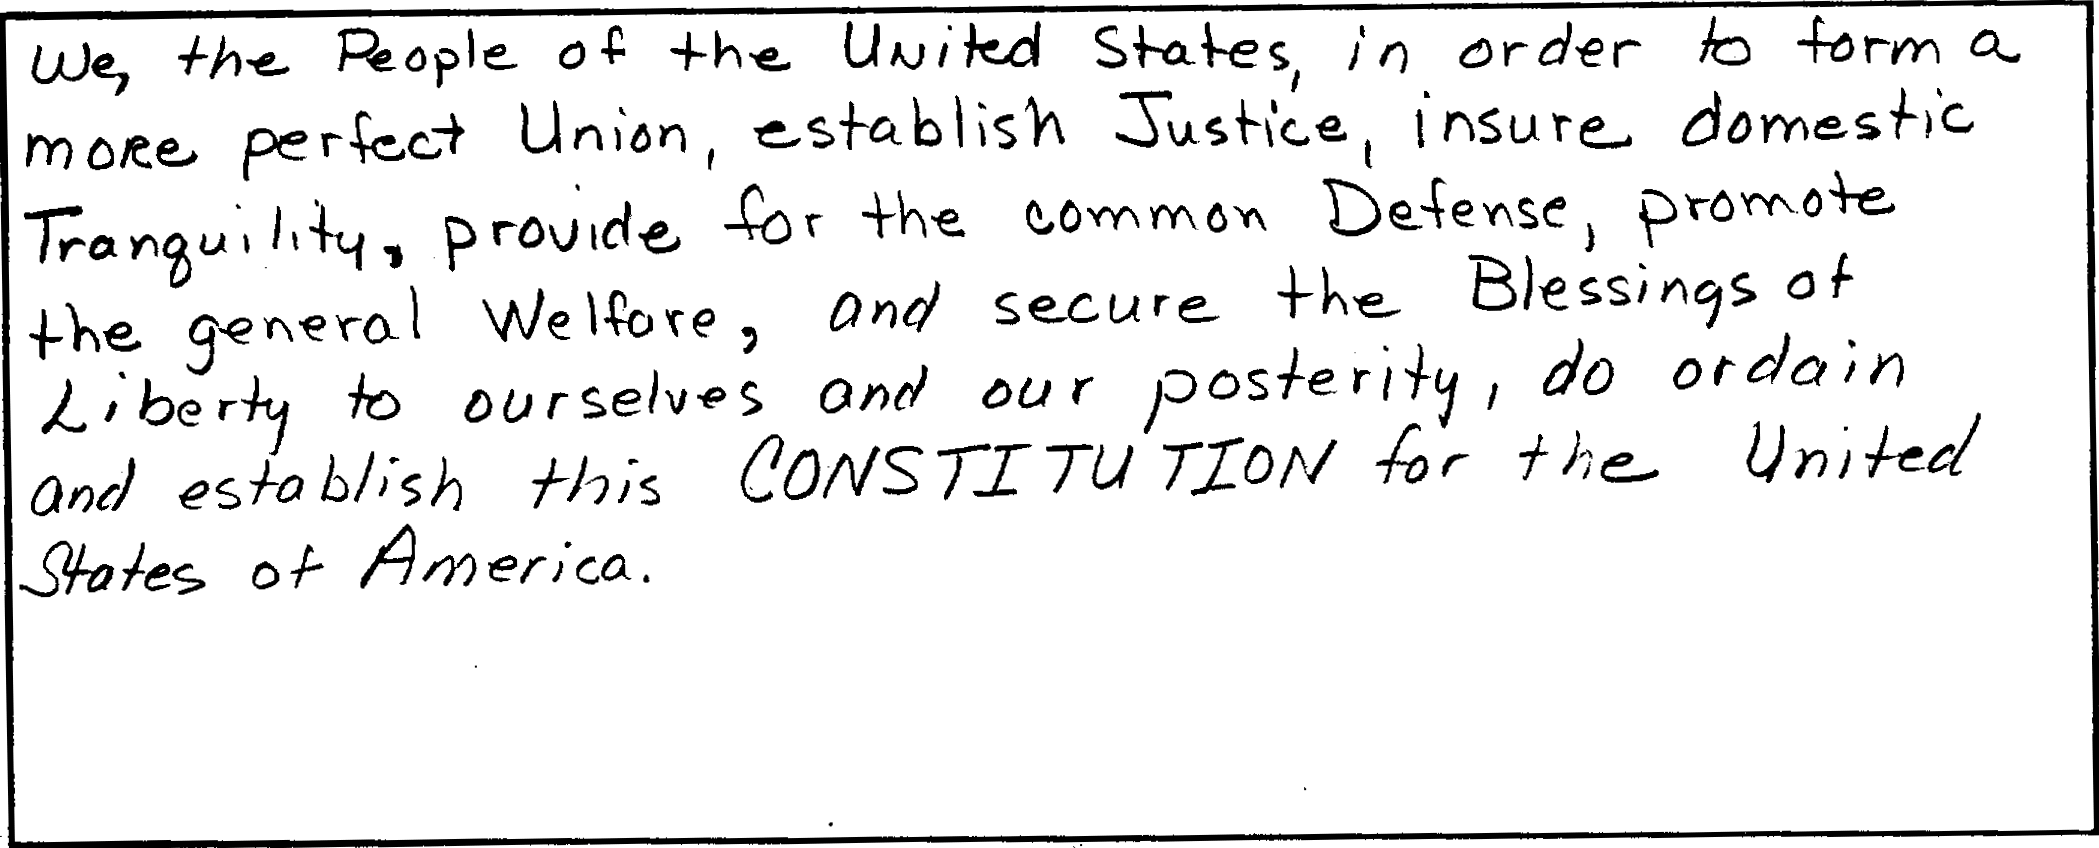 We, the People of the United States, in order to form a
more perfect Union, establish Justice, insure domestic
Tranquility, provide for the common Defense, promote
the general Welfare, and secure the Blessings of
Liberty to ourselves and our posterity, do ordain
and establish this CONSTITUTION for the United
States of America.